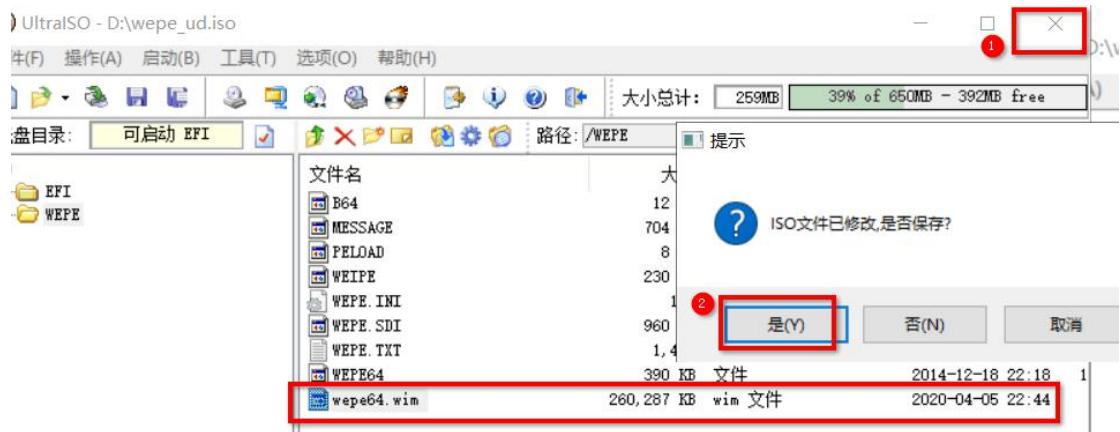 UltraISO - D:\wepe_ud.iso
件(F) 操作(A) 启动(B) 工具(T) 选项(O) 帮助(H)
大小总计: 259MB 39% of 650MB - 392MB free
盘目录: 可启动 EFI 路径: /WEPE
提示
文件名 大
EFI
WEPE
B64 12
MESSAGE 704
PELOAD 8
WEIPE 230
WEPE.INI 1
WEPE.SDI 960
WEPE.TXT 1,4
ISO文件已修改,是否保存?
1
2
是(Y) 否(N) 取消
WEPE64 390 KB 文件 2014-12-18 22:18 1
wepe64.wim 260,287 KB wim 文件 2020-04-05 22:44